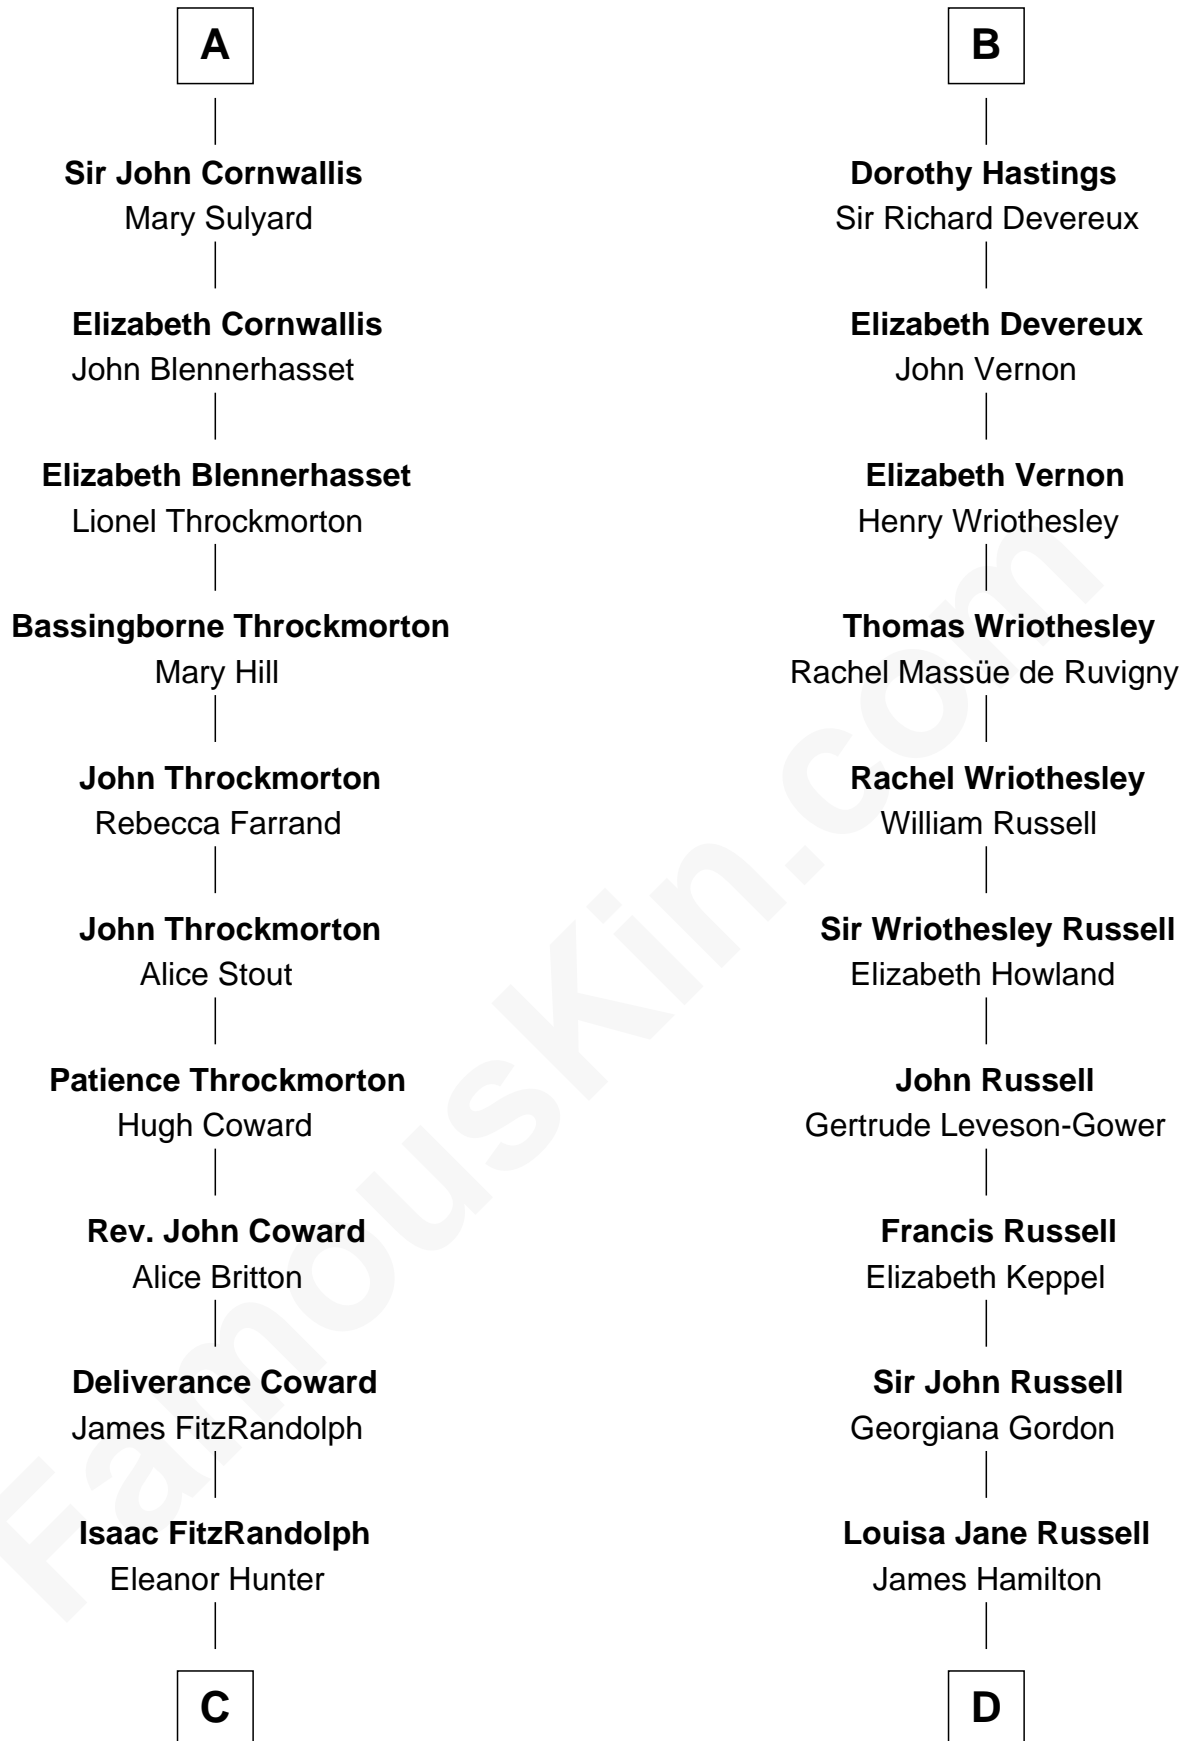 A
Sir John Cornwallis
Mary Sulyard
Elizabeth Cornwallis
John Blennerhasset
Elizabeth Blennerhasset
Lionel Throckmorton
Bassingborne Throckmorton
Mary Hill
John Throckmorton
Rebecca Farrand
John Throckmorton
Alice Stout
Patience Throckmorton
Hugh Coward
Rev. John Coward
Alice Britton
Deliverance Coward
James FitzRandolph
Isaac FitzRandolph
Eleanor Hunter
C
B
Dorothy Hastings
Sir Richard Devereux
Elizabeth Devereux
John Vernon
Elizabeth Vernon
Henry Wriothesley
Thomas Wriothesley
Rachel Massüe de Ruvigny
Rachel Wriothesley
William Russell
Sir Wriothesley Russell
Elizabeth Howland
John Russell
Gertrude Leveson-Gower
Francis Russell
Elizabeth Keppel
Sir John Russell
Georgiana Gordon
Louisa Jane Russell
James Hamilton
D
FamousKin.com